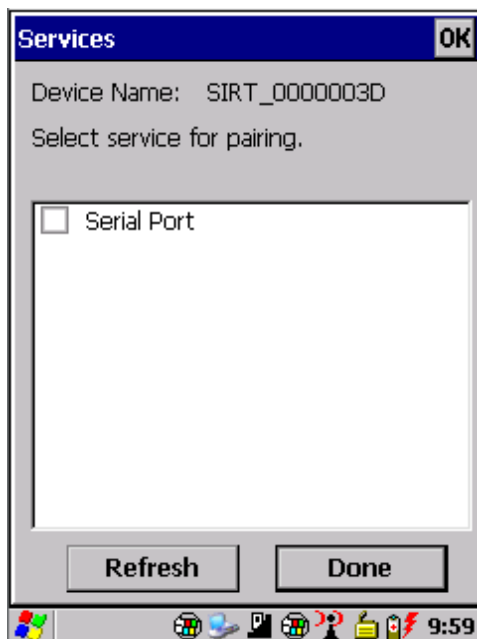 Services OK
Device Name: SIRT_0000003D
Select service for pairing.
Serial Port
Refresh Done
9:59